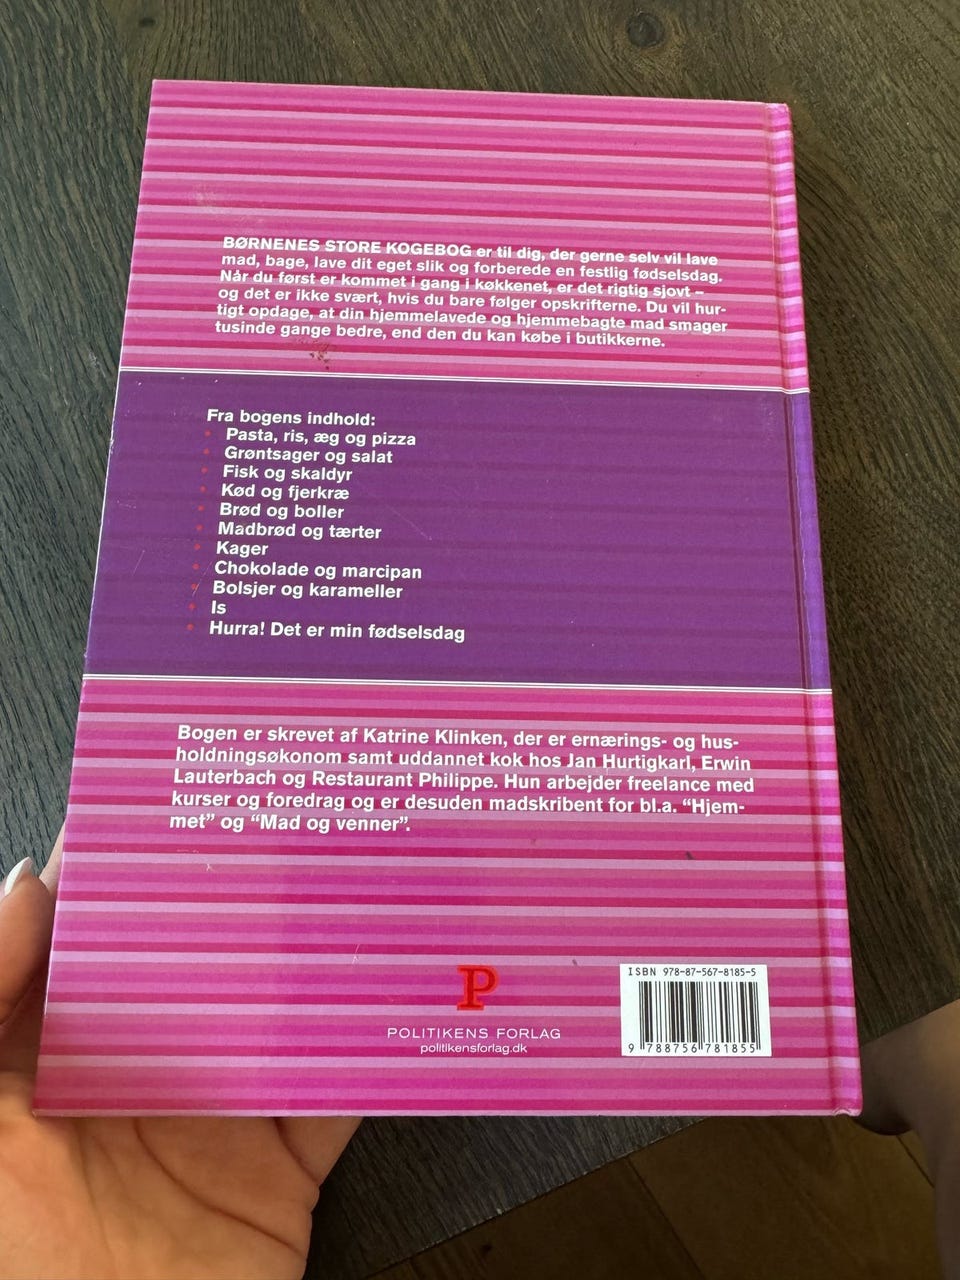 BØRNENES STORE KOGEBOG er til dig, der gerne selv vil lave
mad, bage, lave dit eget slik og forberede en festlig fødselsdag.
Når du først er kommet i gang i køkkenet, er det rigtig sjovt –
og det er ikke svært, hvis du bare følger opskrifterne. Du vil hur-
tigt opdage, at din hjemmelavede og hjemmebagte mad smager
tusinde gange bedre, end den du kan købe i butikkerne.
Fra bogens indhold:
• Pasta, ris, æg og pizza
• Grøntsager og salat
• Fisk og skaldyr
• Kød og fjerkræ
• Brød og boller
• Madbrød og tærter
• Kager
• Chokolade og marcipan
• Bolsjer og karameller
• Is
• Hurra! Det er min fødselsdag
Bogen er skrevet af Katrine Klinken, der er ernærings- og hus-
holdningsøkonom samt uddannet kok hos Jan Hurtigkarl, Erwin
Lauterbach og Restaurant Philippe. Hun arbejder freelance med
kurser og foredrag og er desuden madskribent for bl.a. “Hjem-
met” og “Mad og venner”.
P
POLITIKENS FORLAG
politikensforlag.dk
ISBN 978-87-567-8185-5
9 788756 781855